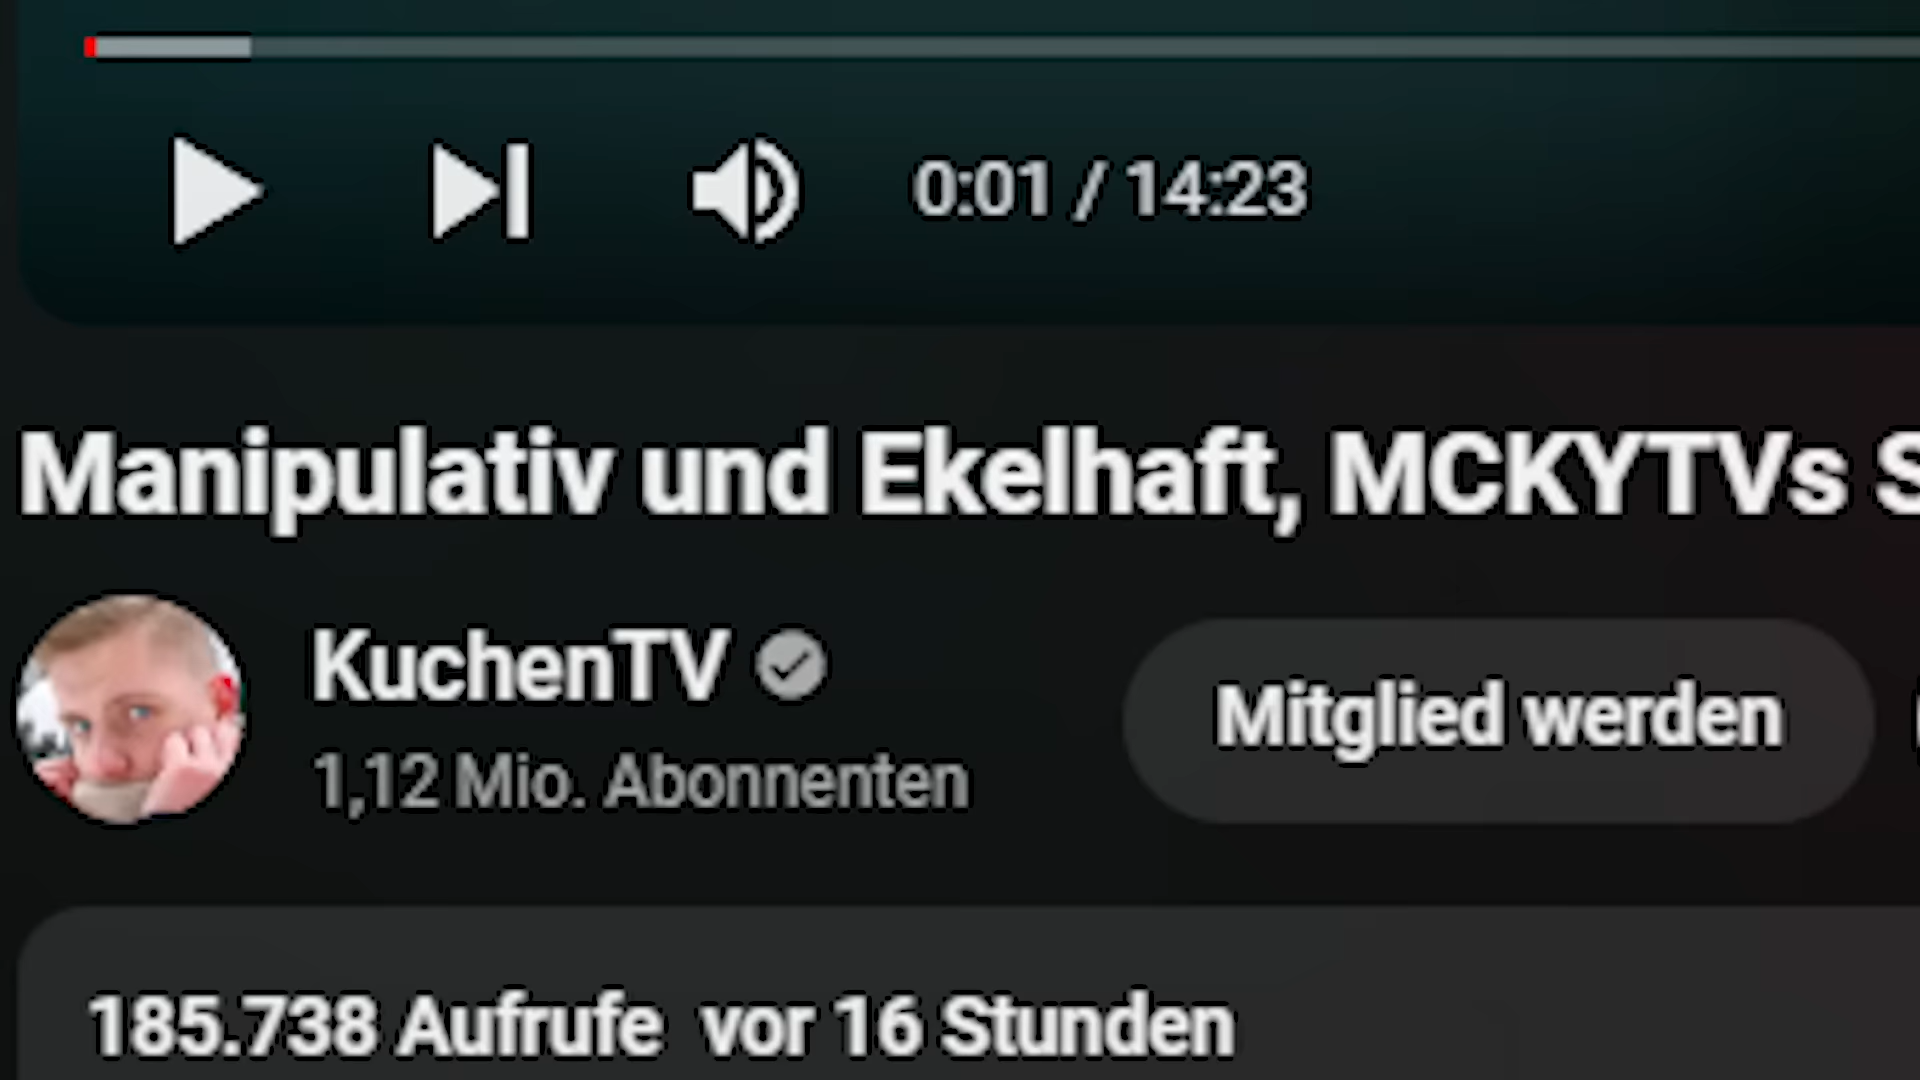 0:01 / 14:23
Manipulativ und Ekelhaft, MCKYTVs S
KuchenTV
1,12 Mio. Abonnenten
Mitglied werden
185.738 Aufrufe vor 16 Stunden